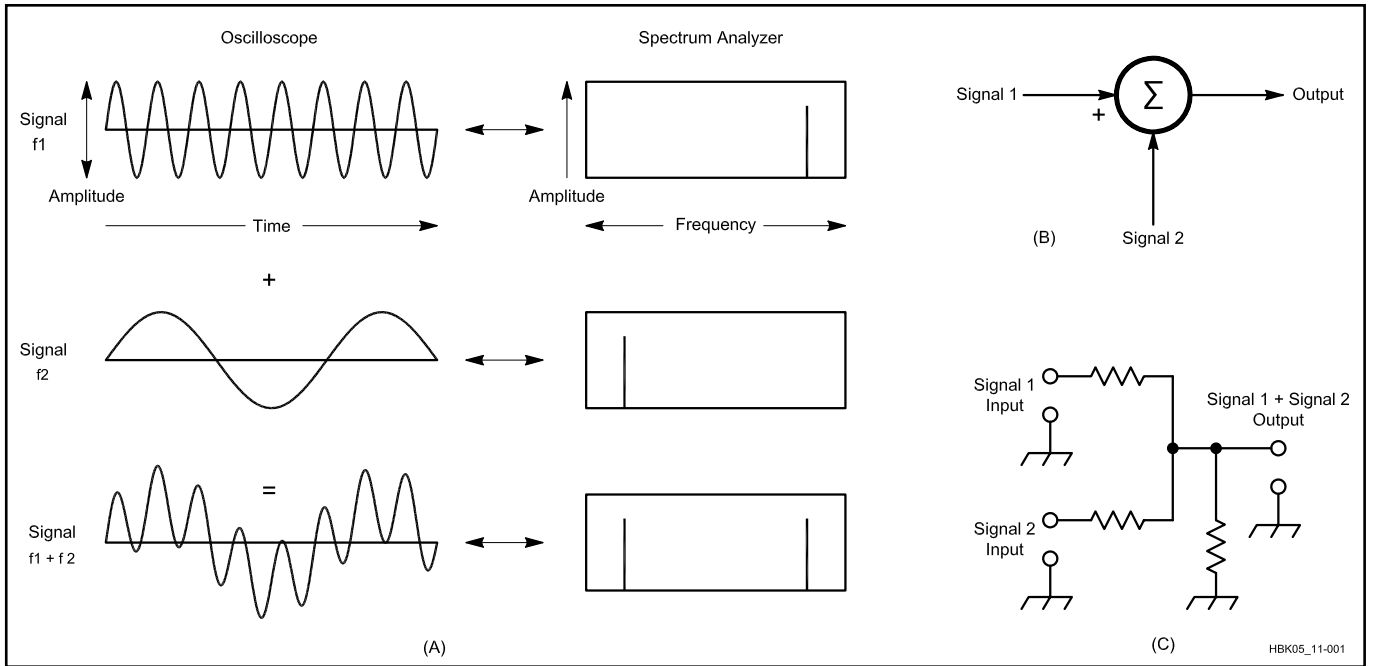 Oscilloscope
Spectrum Analyzer
Signal
f1
Amplitude
Amplitude
Time
Frequency
+
Signal
f2
=
Signal
f1 + f 2
(A)
Signal 1
+
Σ
Output
Signal 2
(B)
Signal 1
Input
Signal 1 + Signal 2
Output
Signal 2
Input
(C)
HBK05_11-001